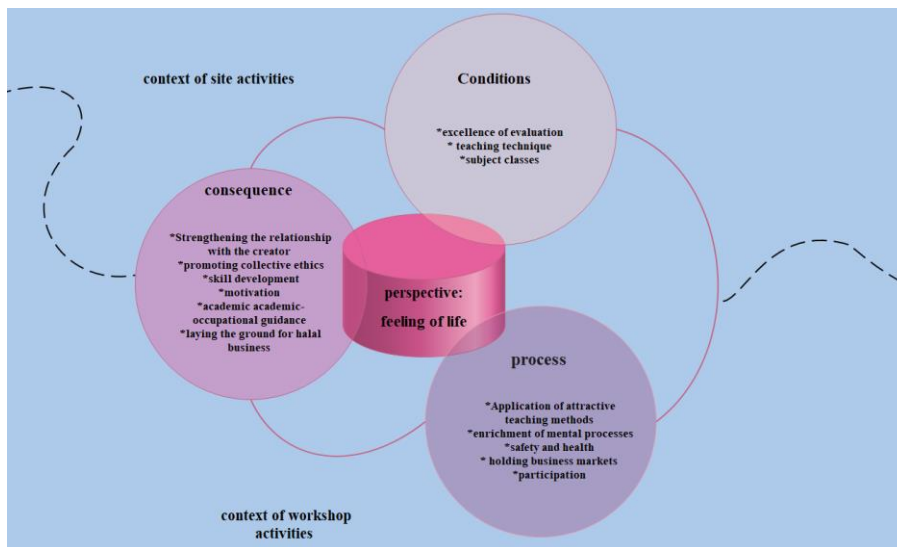 context of site activities
Conditions
*excellence of evaluation
* teaching technique
*subject classes
consequence
*Strengthening the relationship
with the creator
*promoting collective ethics
*skill development
*motivation
*academic academic-
occupational guidance
*laying the ground for halal
business
perspective:
feeling of life
process
*Application of attractive
teaching methods
*enrichment of mental processes
*safety and health
* holding business markets
*participation
context of workshop
activities